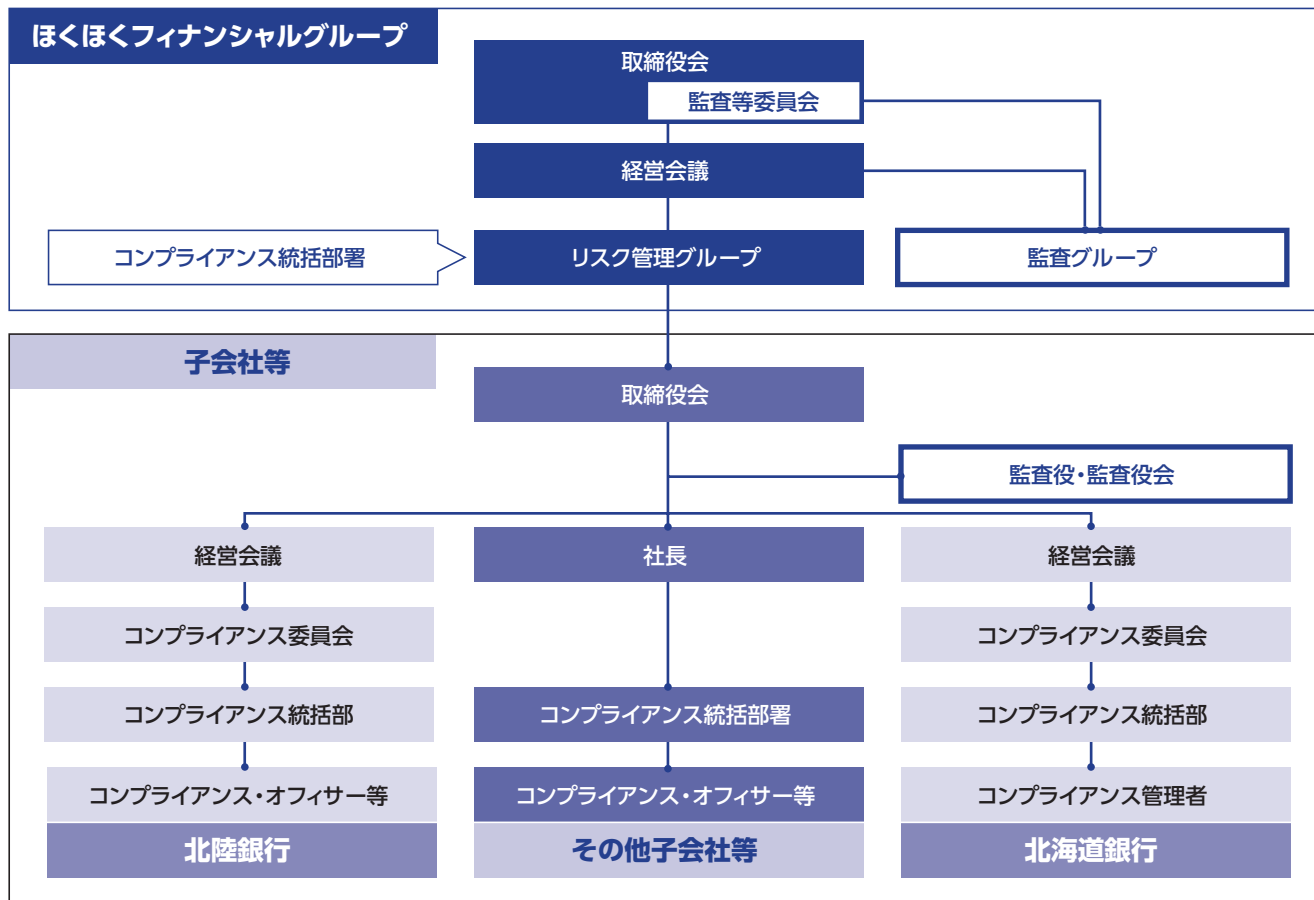 ほくほくフィナンシャルグループ
取締役会
監査等委員会
経営会議
コンプライアンス統括部署
リスク管理グループ
監査グループ
子会社等
取締役会
監査役・監査役会
経営会議
社長
経営会議
コンプライアンス委員会
コンプライアンス委員会
コンプライアンス統括部
コンプライアンス統括部署
コンプライアンス統括部
コンプライアンス・オフィサー等
コンプライアンス・オフィサー等
コンプライアンス管理者
北陸銀行
その他子会社等
北海道銀行